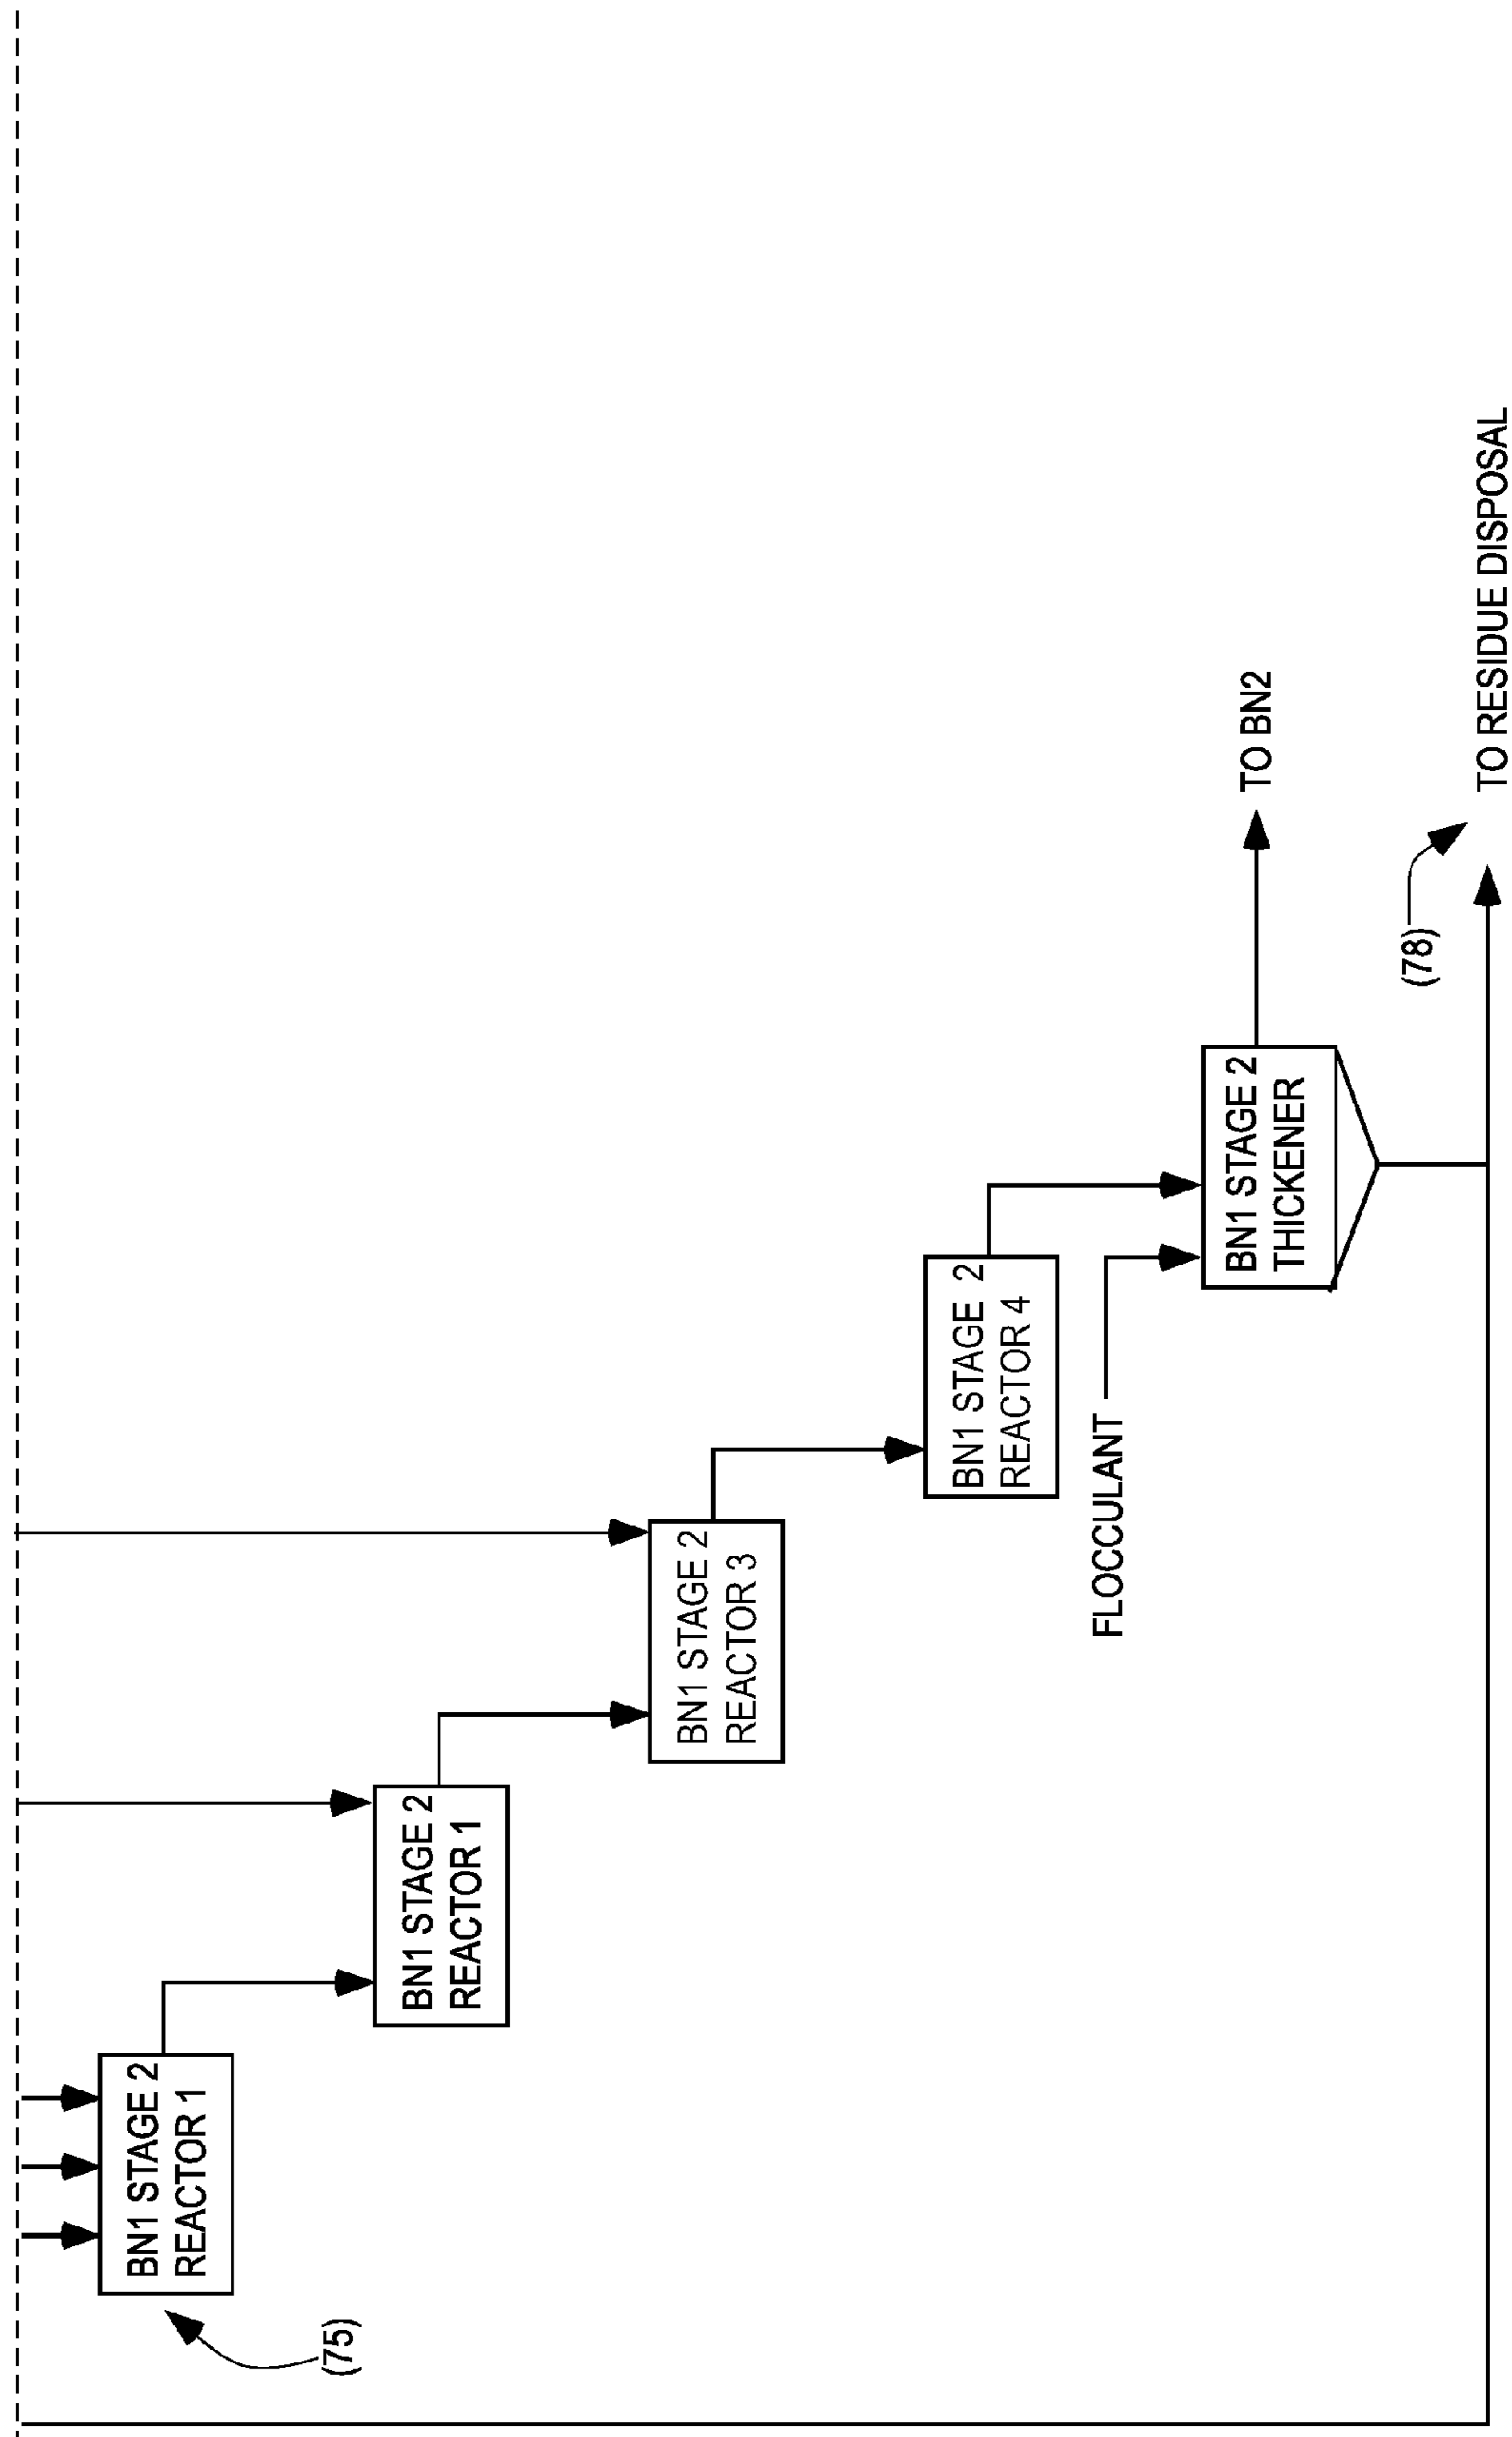 (75)
BN1 STAGE 2
REACTOR 1
BN1 STAGE 2
REACTOR 1
BN1 STAGE 2
REACTOR 3
BN1 STAGE 2
REACTOR 4
FLOCCULANT
BN1 STAGE 2
THICKENER
TO BN2
(78)
TO RESIDUE DISPOSAL